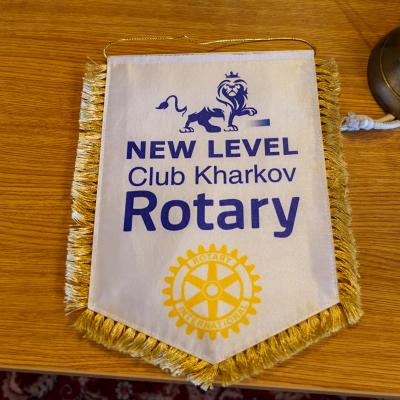 NEW LEVEL
Club Kharkov
Rotary
ROTARY
INTERNATIONAL